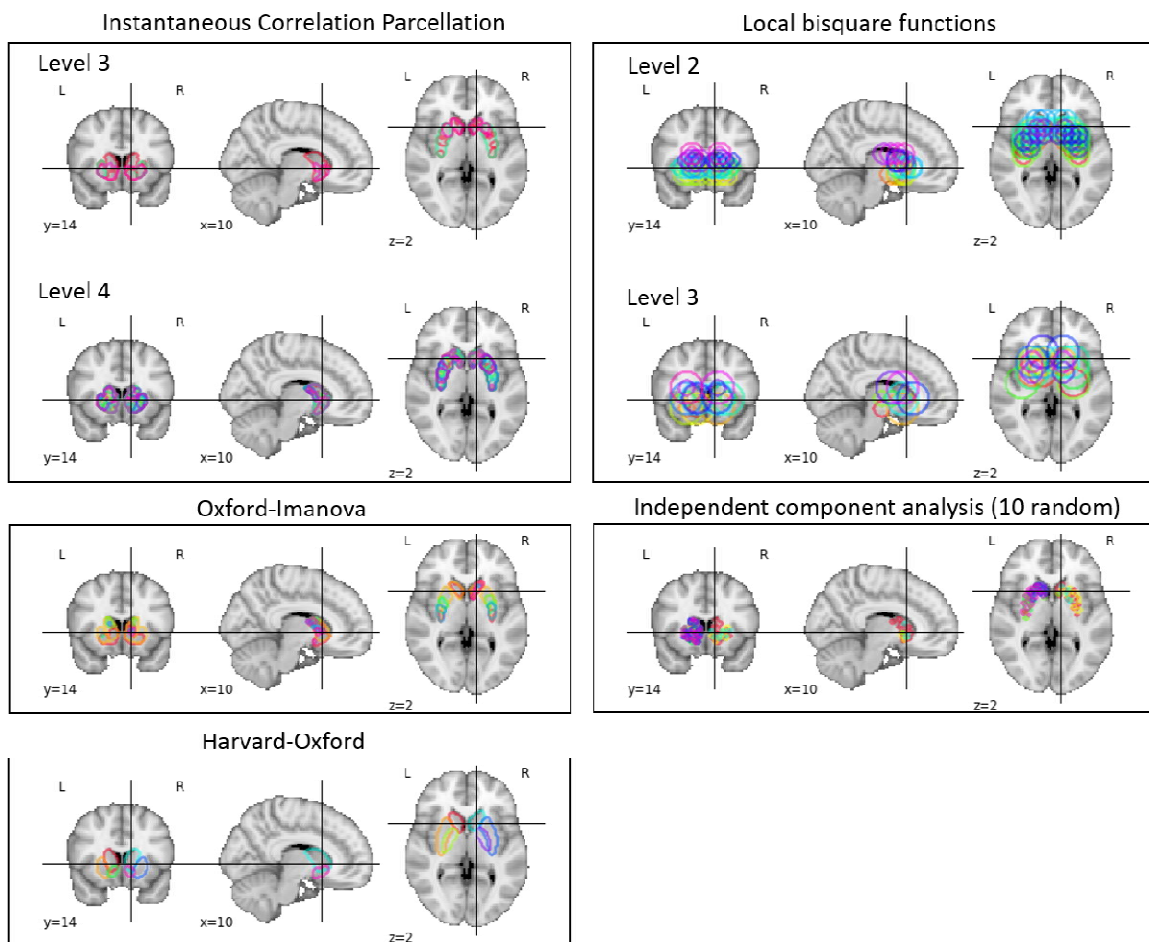 Instantaneous Correlation Parcellation
Level 3
L R L R
y=14 x=10 z=2
Level 4
L R L R
y=14 x=10 z=2
Local bisquare functions
Level 2
L R L R
y=14 x=10 z=2
Level 3
L R L R
y=14 x=10 z=2
Oxford-Imanova
L R L R
y=14 x=10 z=2
Independent component analysis (10 random)
L R L R
y=14 x=10 z=2
Harvard-Oxford
L R L R
y=14 x=10 z=2